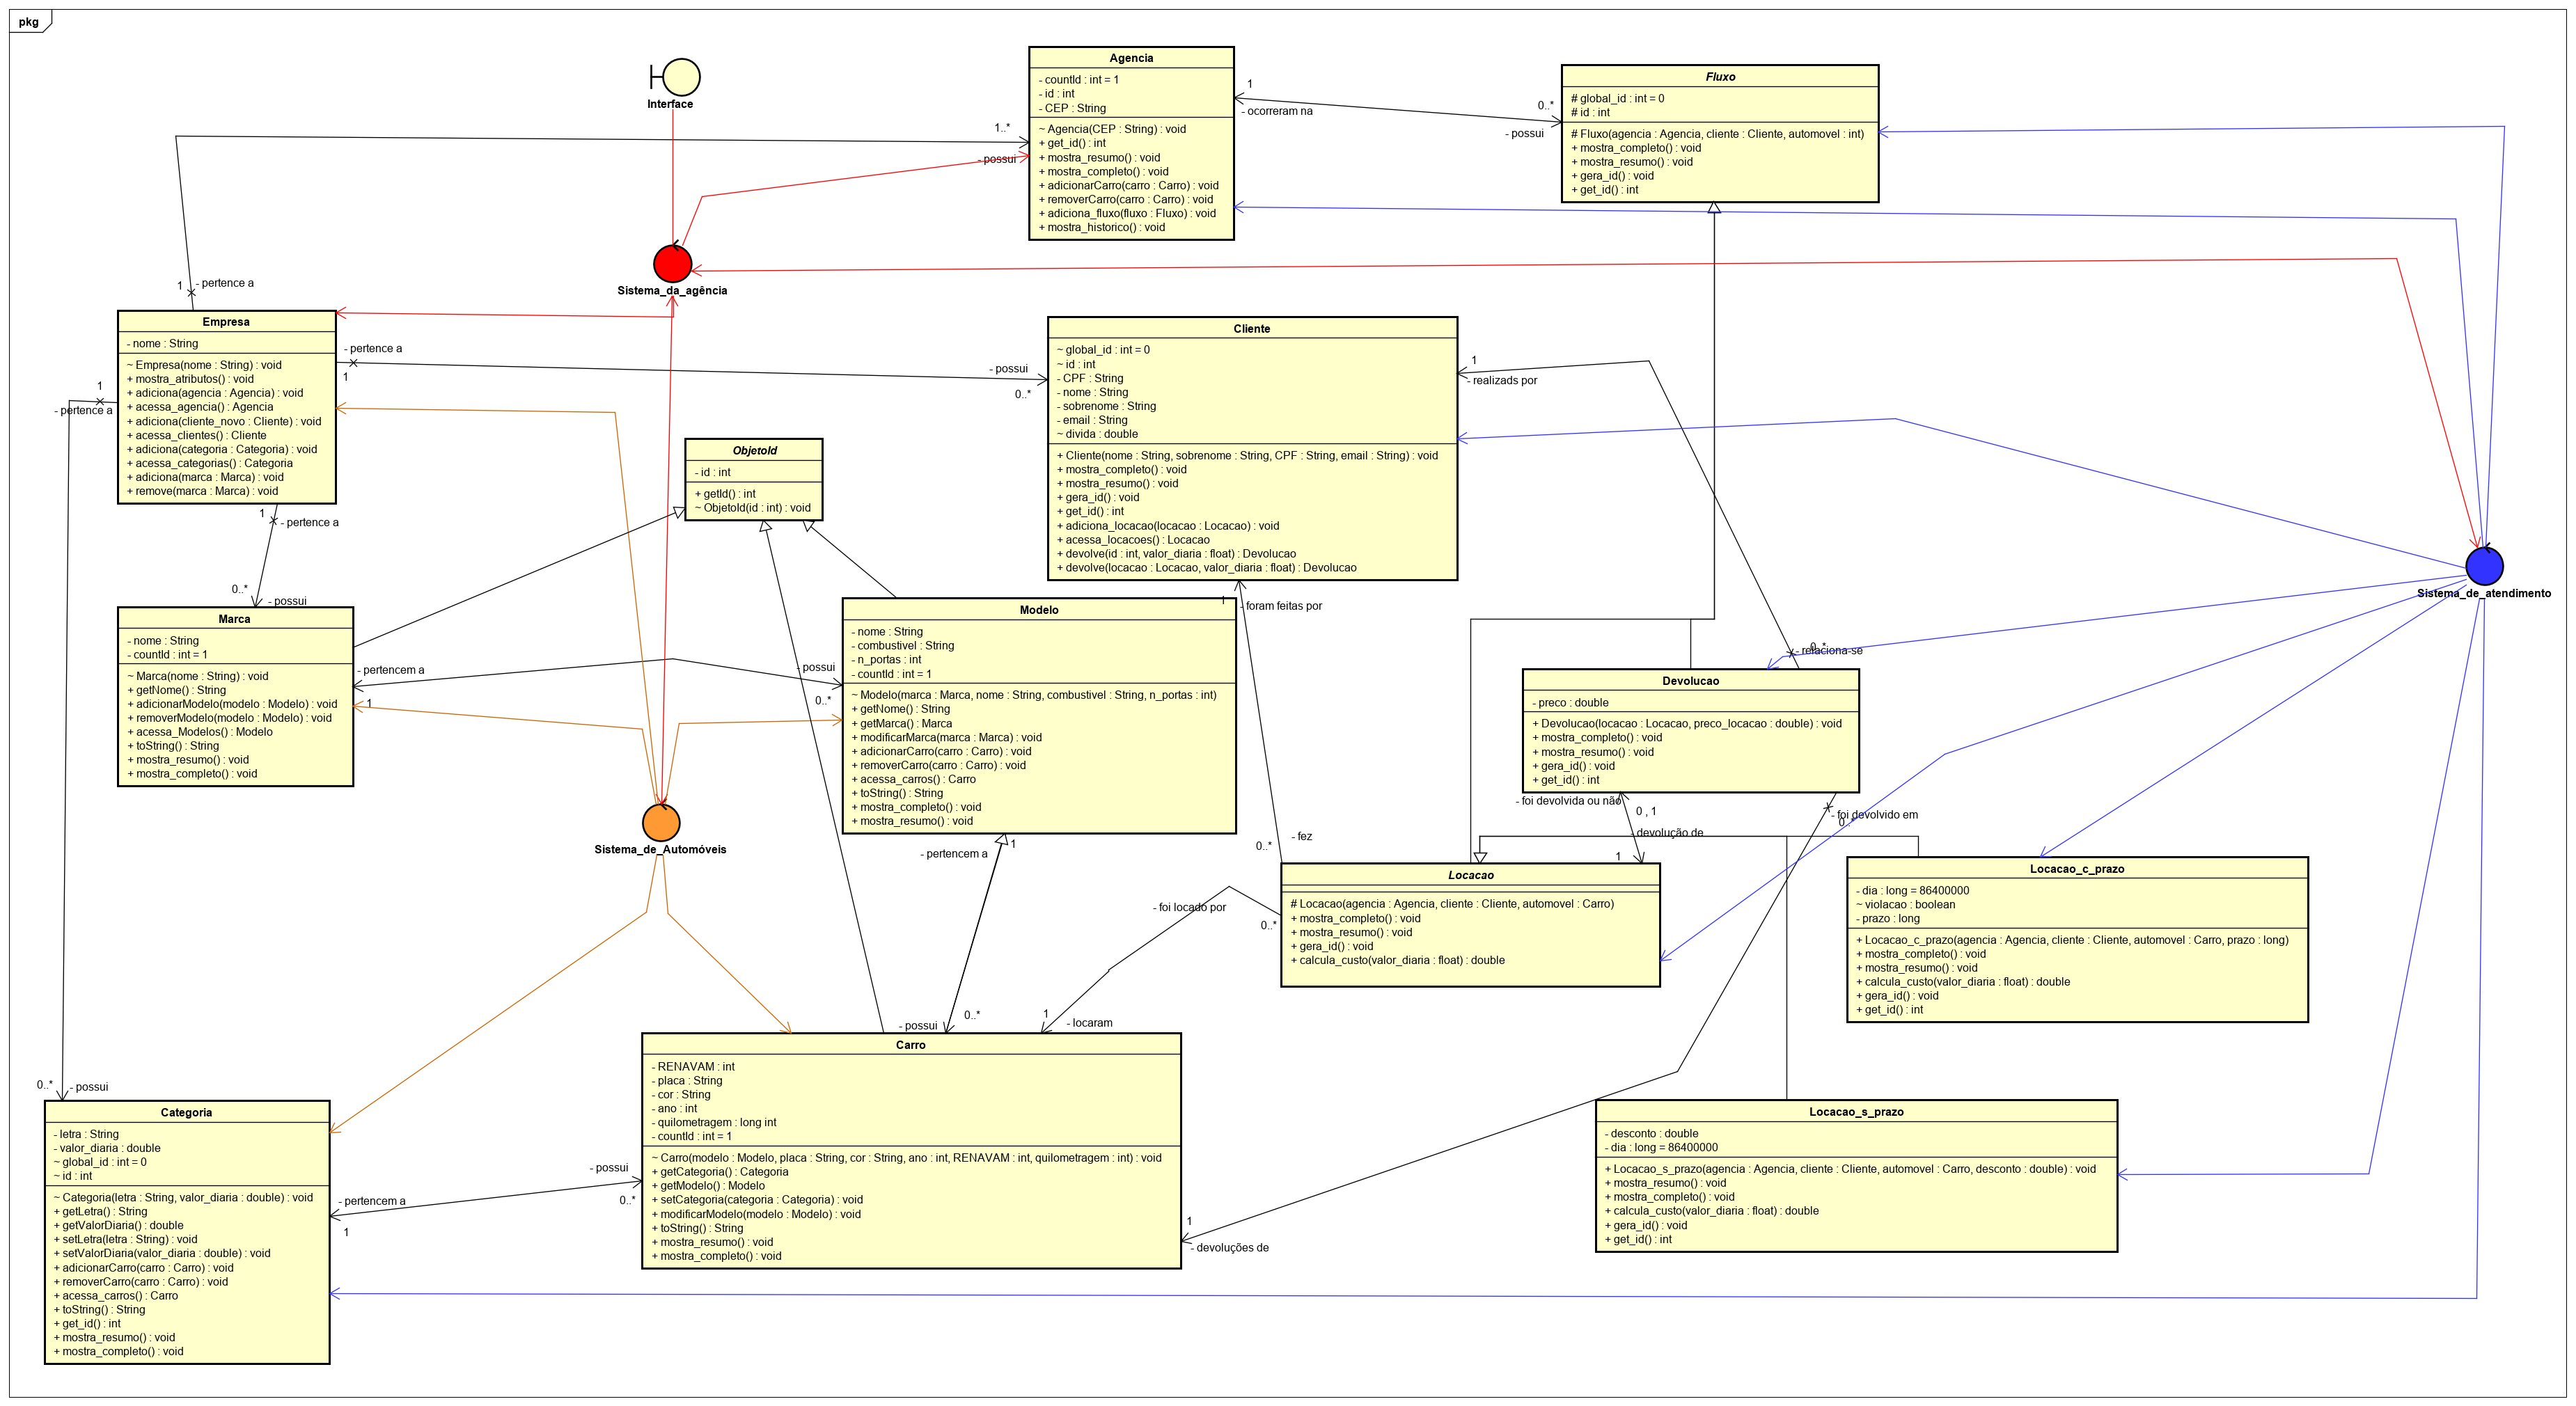 pkg
Interface
Agencia
- countId : int = 1
- id : int
- CEP : String
~ Agencia(CEP : String) : void
+ get_id() : int
+ mostra_resumo() : void
+ mostra_completo() : void
+ adicionarCarro(carro : Carro) : void
+ removerCarro(carro : Carro) : void
+ adiciona_fluxo(fluxo : Fluxo) : void
+ mostra_historico() : void
1
- ocorreram na
0..*
- possui
Fluxo
# global_id : int = 0
# id : int
# Fluxo(agencia : Agencia, cliente : Cliente, automovel : int)
+ mostra_completo() : void
+ mostra_resumo() : void
+ gera_id() : void
+ get_id() : int
1..*
- possui
Sistema_da_agência
1
- pertence a
Empresa
- nome : String
~ Empresa(nome : String) : void
+ mostra_atributos() : void
+ adiciona(agencia : Agencia) : void
+ acessa_agencia() : Agencia
+ adiciona(cliente_novo : Cliente) : void
+ acessa_clientes() : Cliente
+ adiciona(categoria : Categoria) : void
+ acessa_categorias() : Categoria
+ adiciona(marca : Marca) : void
+ remove(marca : Marca) : void
- pertence a
1
- possui
0..*
1
- pertence a
1
- pertence a
0..*
- possui
Cliente
~ global_id : int = 0
~ id : int
- CPF : String
- nome : String
- sobrenome : String
- email : String
~ divida : double
+ Cliente(nome : String, sobrenome : String, CPF : String, email : String) : void
+ mostra_completo() : void
+ mostra_resumo() : void
+ gera_id() : void
+ get_id() : int
+ adiciona_locacao(locacao : Locacao) : void
+ acessa_locacoes() : Locacao
+ devolve(id : int, valor_diaria : float) : Devolucao
+ devolve(locacao : Locacao, valor_diaria : float) : Devolucao
1
- realizads por
ObjetoId
- id : int
+ getId() : int
~ ObjetoId(id : int) : void
Sistema_de_atendimento
Marca
- nome : String
- countId : int = 1
~ Marca(nome : String) : void
+ getNome() : String
+ adicionarModelo(modelo : Modelo) : void
+ removerModelo(modelo : Modelo) : void
+ acessa_Modelos() : Modelo
+ toString() : String
+ mostra_resumo() : void
+ mostra_completo() : void
- pertencem a
1
- possui
0..*
Modelo
- nome : String
- combustivel : String
- n_portas : int
- countId : int = 1
~ Modelo(marca : Marca, nome : String, combustivel : String, n_portas : int)
+ getNome() : String
+ getMarca() : Marca
+ modificarMarca(marca : Marca) : void
+ adicionarCarro(carro : Carro) : void
+ removerCarro(carro : Carro) : void
+ acessa_carros() : Carro
+ toString() : String
+ mostra_completo() : void
+ mostra_resumo() : void
1
- foram feitas por
0..*
- relaciona-se
Devolucao
- preco : double
+ Devolucao(locacao : Locacao, preco_locacao : double) : void
+ mostra_completo() : void
+ mostra_resumo() : void
+ gera_id() : void
+ get_id() : int
- foi devolvida ou não
0 , 1
- devolução de
1
- foi devolvido em
0..*
Sistema_de_Automóveis
- pertencem a
1
- fez
0..*
Locacao
# Locacao(agencia : Agencia, cliente : Cliente, automovel : Carro)
+ mostra_completo() : void
+ mostra_resumo() : void
+ gera_id() : void
+ calcula_custo(valor_diaria : float) : double
- foi locado por
0..*
Locacao_c_prazo
- dia : long = 86400000
~ violacao : boolean
- prazo : long
+ Locacao_c_prazo(agencia : Agencia, cliente : Cliente, automovel : Carro, prazo : long)
+ mostra_completo() : void
+ mostra_resumo() : void
+ calcula_custo(valor_diaria : float) : double
+ gera_id() : void
+ get_id() : int
- possui
0..*
1
- locaram
Carro
- RENAVAM : int
- placa : String
- cor : String
- ano : int
- quilometragem : long int
- countId : int = 1
~ Carro(modelo : Modelo, placa : String, cor : String, ano : int, RENAVAM : int, quilometragem : int) : void
+ getCategoria() : Categoria
+ getModelo() : Modelo
+ setCategoria(categoria : Categoria) : void
+ modificarModelo(modelo : Modelo) : void
+ toString() : String
+ mostra_resumo() : void
+ mostra_completo() : void
0..*
- possui
Categoria
- letra : String
- valor_diaria : double
~ global_id : int = 0
~ id : int
~ Categoria(letra : String, valor_diaria : double) : void
+ getLetra() : String
+ getValorDiaria() : double
+ setLetra(letra : String) : void
+ setValorDiaria(valor_diaria : double) : void
+ adicionarCarro(carro : Carro) : void
+ removerCarro(carro : Carro) : void
+ acessa_carros() : Carro
+ toString() : String
+ get_id() : int
+ mostra_resumo() : void
+ mostra_completo() : void
- pertencem a
1
- possui
0..*
1
- devoluções de
Locacao_s_prazo
- desconto : double
- dia : long = 86400000
+ Locacao_s_prazo(agencia : Agencia, cliente : Cliente, automovel : Carro, desconto : double) : void
+ mostra_resumo() : void
+ mostra_completo() : void
+ calcula_custo(valor_diaria : float) : double
+ gera_id() : void
+ get_id() : int